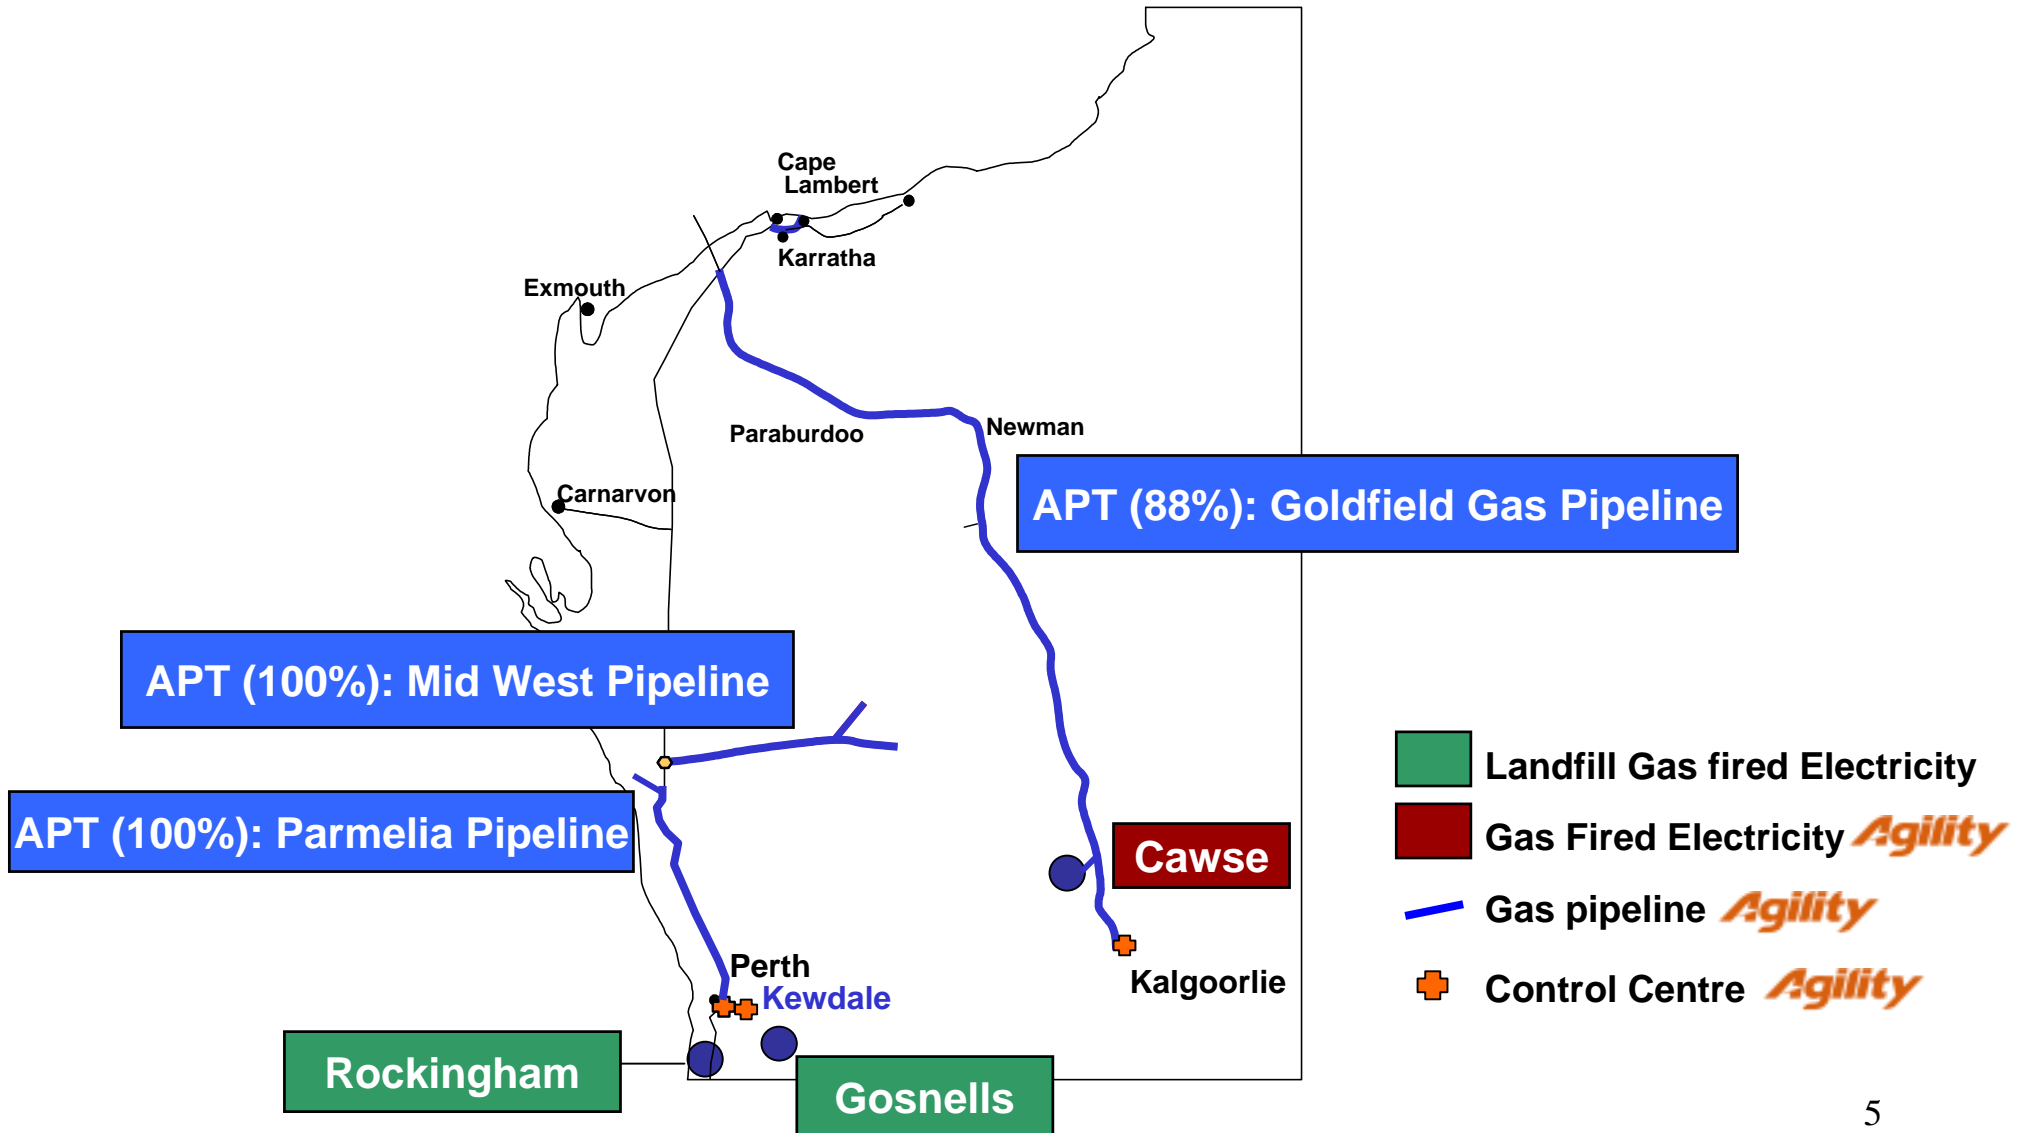 Cape
Lambert
Karratha
Exmouth
Paraburdoo
Newman
Carnarvon
APT (88%): Goldfield Gas Pipeline
APT (100%): Mid West Pipeline
APT (100%): Parmelia Pipeline
Cawse
Perth
Kewdale
Kalgoorlie
Rockingham
Gosnells
Landfill Gas fired Electricity
Gas Fired Electricity Agility
Gas pipeline Agility
Control Centre Agility
5